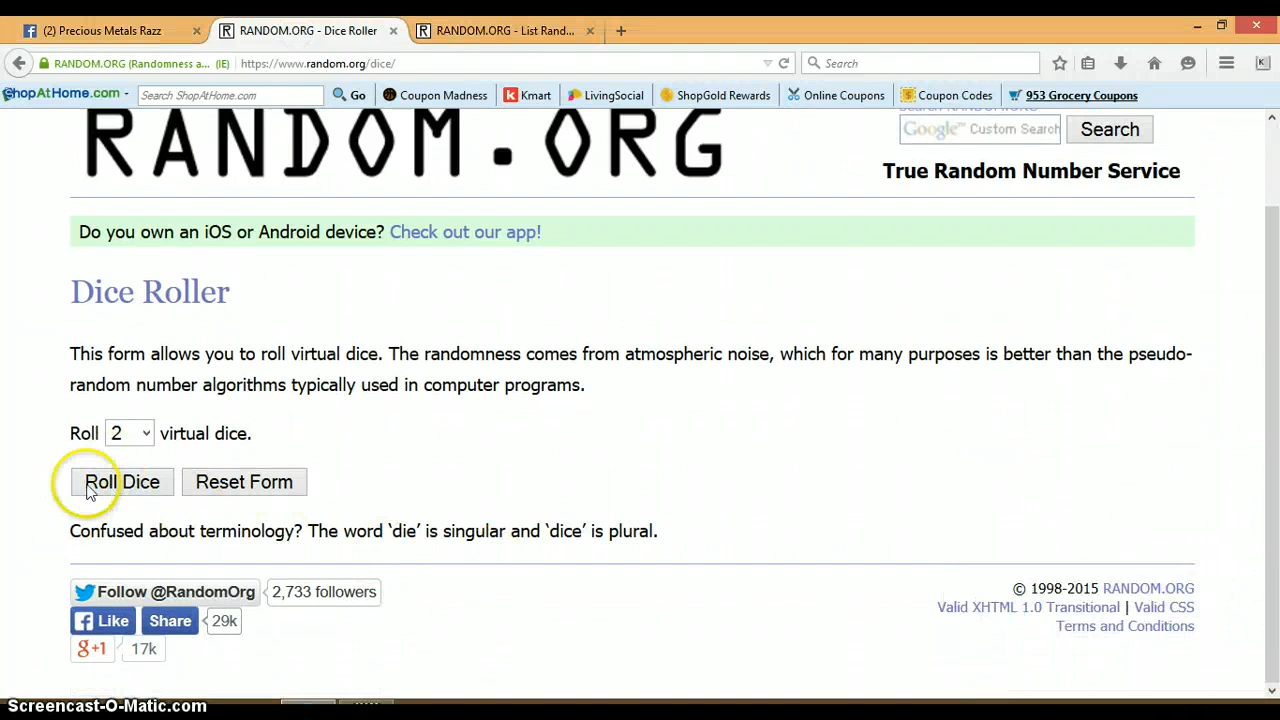 (2) Precious Metals Razz
RANDOM.ORG - Dice Roller
RANDOM.ORG - List Rand...
RANDOM.ORG (Randomness a... (IE)
https://www.random.org/dice/
Search
ShopAtHome.com
Search ShopAtHome.com
Go
Coupon Madness
Kmart
LivingSocial
ShopGold Rewards
Online Coupons
Coupon Codes
953 Grocery Coupons
RANDOM.ORG
Search RANDOM.ORG
Google™ Custom Search
Search
True Random Number Service
Do you own an iOS or Android device? Check out our app!
Dice Roller
This form allows you to roll virtual dice. The randomness comes from atmospheric noise, which for many purposes is better than the pseudo-
random number algorithms typically used in computer programs.
Roll 2 virtual dice.
Roll Dice
Reset Form
Confused about terminology? The word ‘die’ is singular and ‘dice’ is plural.
Follow @RandomOrg
2,733 followers
Like
Share
29k
g+1
17k
© 1998-2015 RANDOM.ORG
Valid XHTML 1.0 Transitional | Valid CSS
Terms and Conditions
Screencast-O-Matic.com